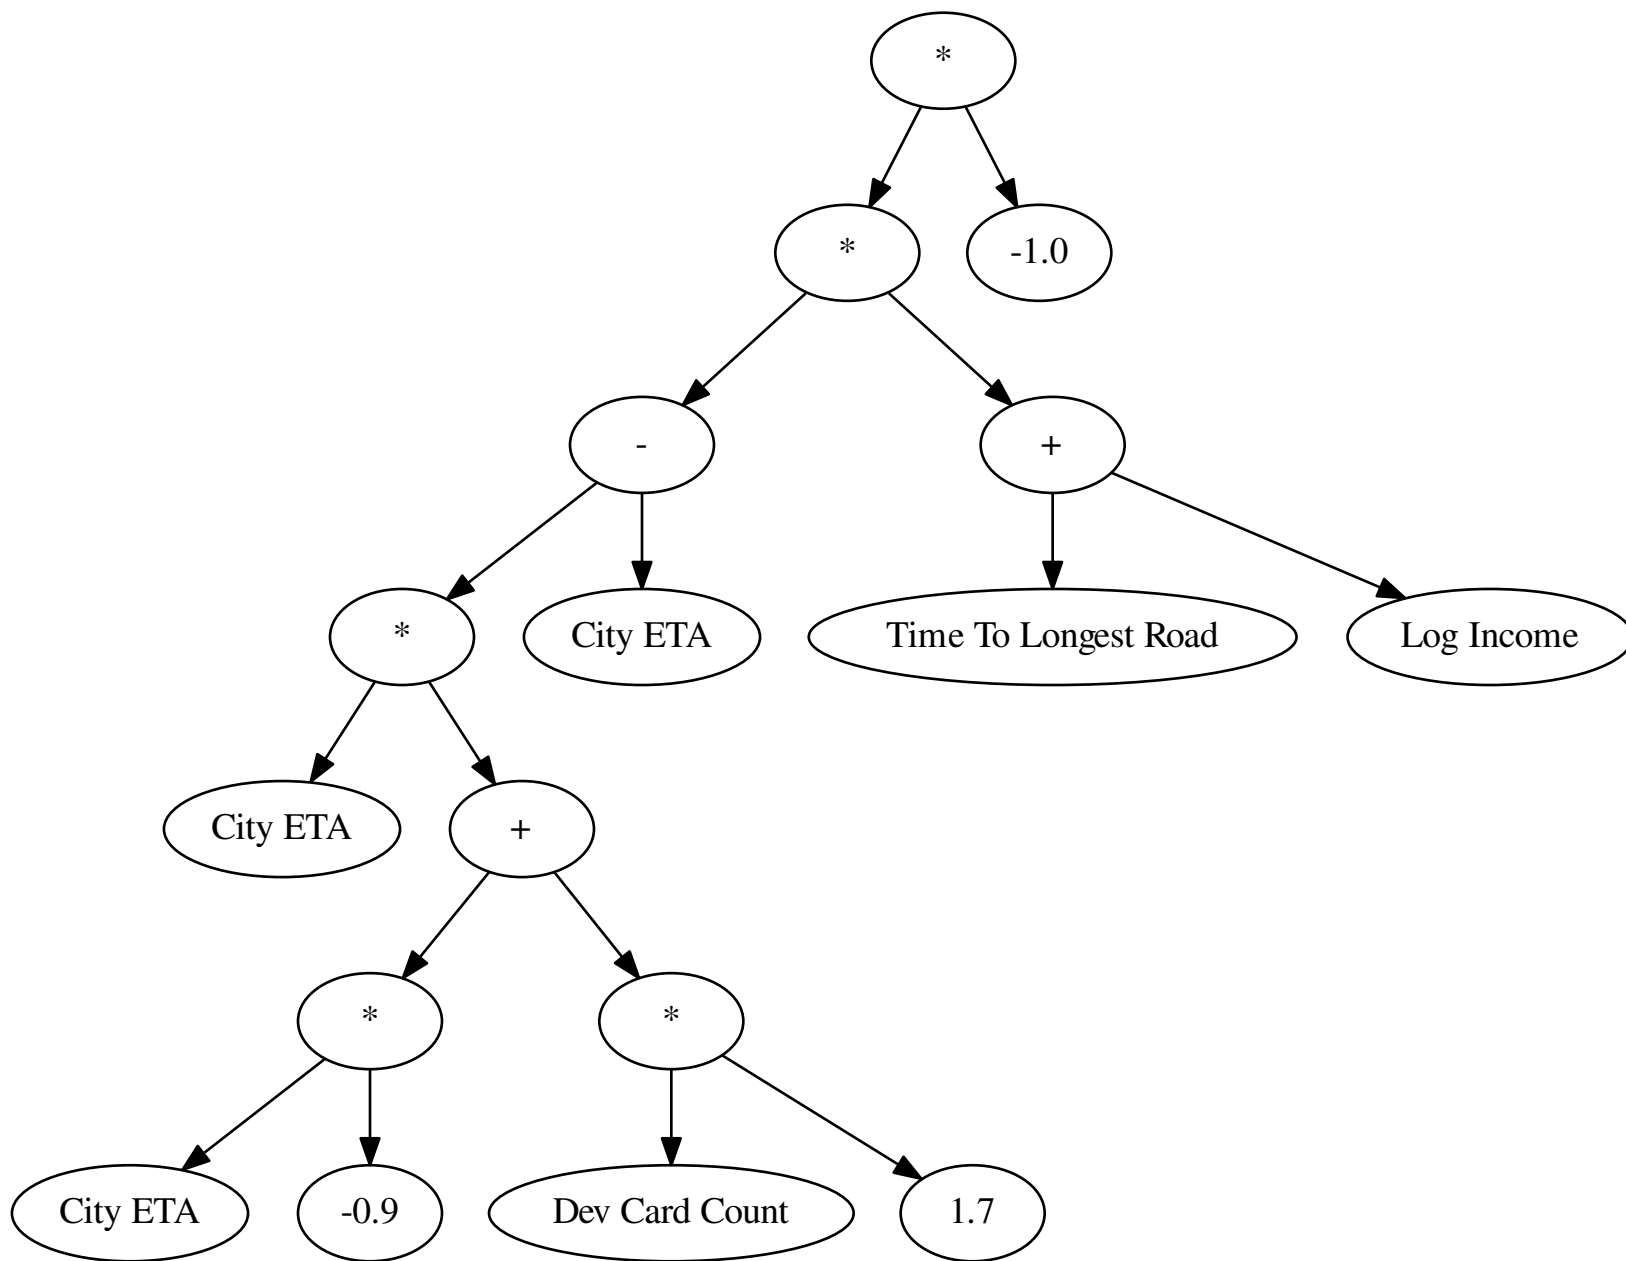 *
*
-1.0
-
+
*
City ETA
Time To Longest Road
Log Income
City ETA
+
*
*
City ETA
-0.9
Dev Card Count
1.7